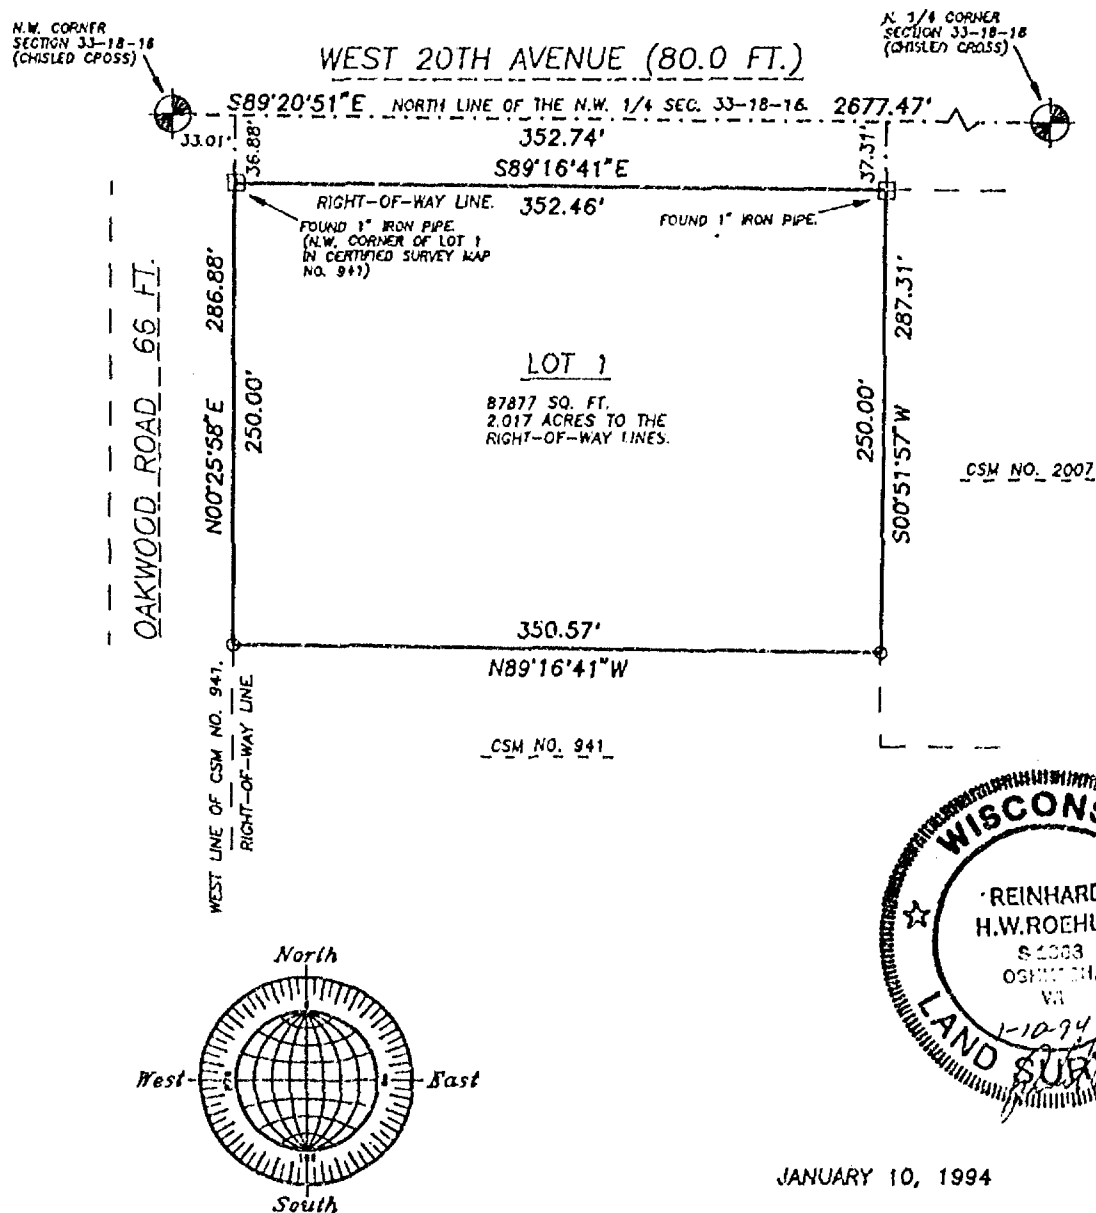 N.W. CORNER
SECTION 33-18-16
(CHISLED CROSS)
N. 1/4 CORNER
SECTION 33-18-16
(CHISLED CROSS)
WEST 20TH AVENUE (80.0 FT.)
S89°20'51"E
NORTH LINE OF THE N.W. 1/4 SEC. 33-18-16.
2677.47'
33.01'
36.88'
352.74'
37.31'
S89°16'41"E
RIGHT-OF-WAY LINE.
352.46'
FOUND 1" IRON PIPE.
(N.W. CORNER OF LOT 1
IN CERTIFIED SURVEY MAP
NO. 941)
FOUND 1" IRON PIPE.
OAKWOOD ROAD 66 FT.
N00°25'58"E
286.88'
250.00'
LOT 1
87877 SQ. FT.
2.017 ACRES TO THE
RIGHT-OF-WAY LINES.
250.00'
S00°51'57"W
287.31'
CSM NO. 2007
350.57'
N89°16'41"W
WEST LINE OF CSM NO. 941.
RIGHT-OF-WAY LINE
CSM NO. 941
WISCONS
REINHARD
H.W.ROEH
WI
1-10-94
LAND SUR
North
West
East
South
JANUARY 10, 1994